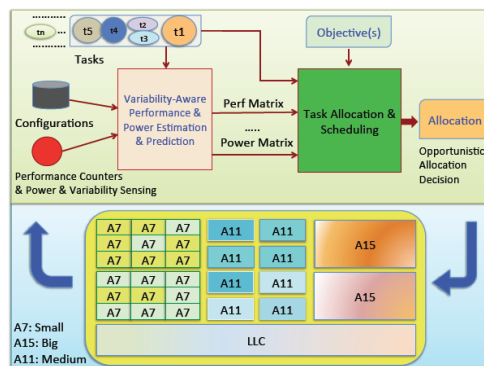 ............
tn ...
............
t5
t4
t2
t3
t1
Tasks
Objective(s)
Configurations
Performance Counters
& Power & Variability Sensing
Variability-Aware
Performance &
Power Estimation
& Prediction
Perf Matrix
.....
Power Matrix
Task Allocation &
Scheduling
Allocation
Opportunistic
Allocation
Decision
A7 A7 A7
A7 A7 A7
A7 A7 A7
A7 A7 A7
A7 A7 A7
A7 A7 A7
A11 A11
A11 A11
A11 A11
A11 A11
A15
A15
LLC
A7: Small
A15: Big
A11: Medium